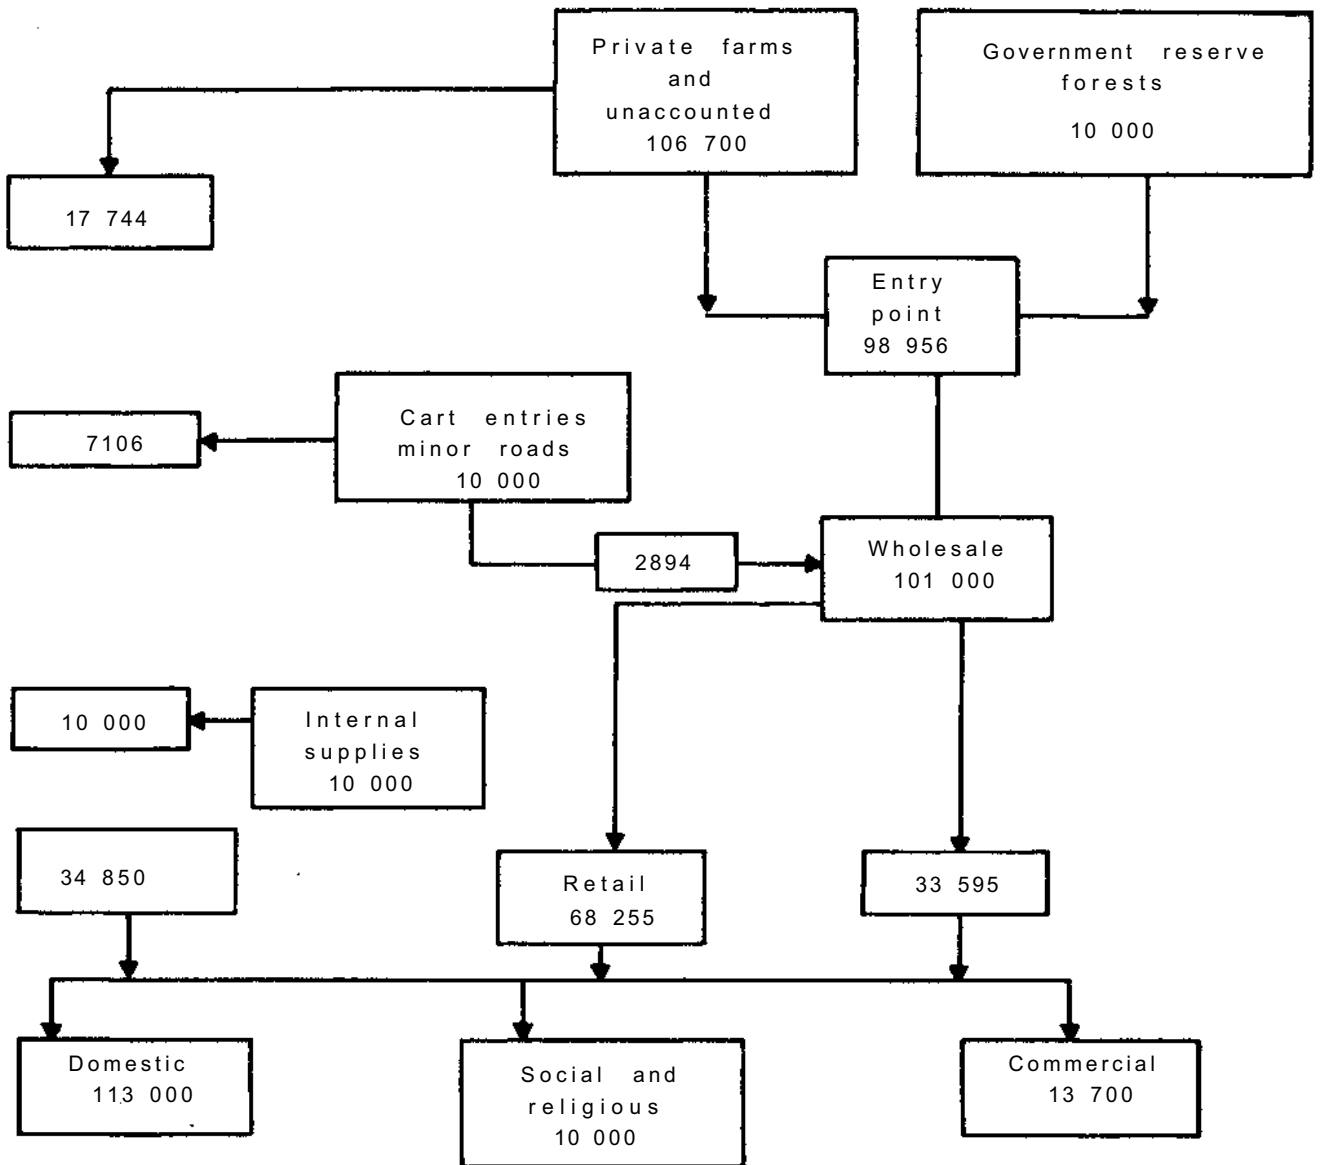 Private farms
and
unaccounted
106 700
Government reserve
forests
10 000
17 744
Entry
point
98 956
Cart entries
minor roads
10 000
7106
2894
Wholesale
101 000
10 000
Internal
supplies
10 000
34 850
Retail
68 255
33 595
Domestic
113 000
Social and
religious
10 000
Commercial
13 700